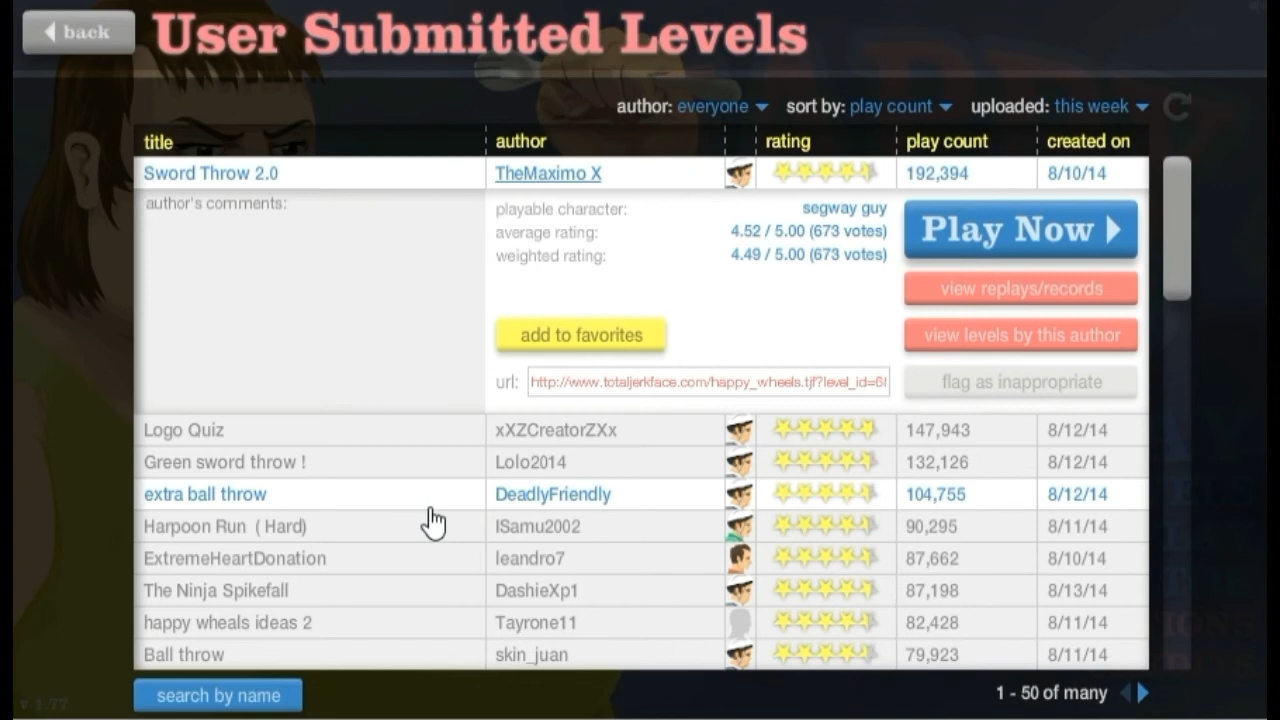 back
User Submitted Levels
author: everyone sort by: play count uploaded: this week
title author rating play count created on
Sword Throw 2.0 TheMaximo X 192,394 8/10/14
author's comments:
playable character: segway guy
average rating: 4.52 / 5.00 (673 votes)
weighted rating: 4.49 / 5.00 (673 votes)
Play Now
view replays/records
add to favorites
view levels by this author
url: http://www.totaljerkface.com/happy_wheels.tjf?level_id=6
flag as inappropriate
Logo Quiz xXZCreatorZXx 147,943 8/12/14
Green sword throw ! Lolo2014 132,126 8/12/14
extra ball throw DeadlyFriendly 104,755 8/12/14
Harpoon Run ( Hard) ISamu2002 90,295 8/11/14
ExtremeHeartDonation leandro7 87,662 8/10/14
The Ninja Spikefall DashieXp1 87,198 8/13/14
happy wheals ideas 2 Tayrone11 82,428 8/11/14
Ball throw skin_juan 79,923 8/11/14
search by name
1 - 50 of many
v 1.77